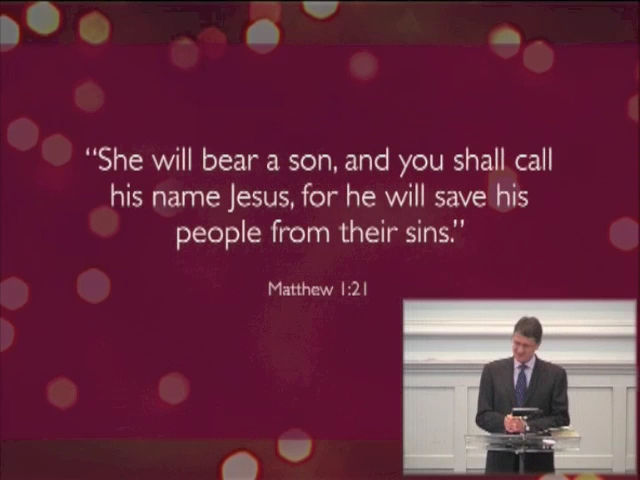 “She will bear a son, and you shall call
his name Jesus, for he will save his
people from their sins.”
Matthew 1:21